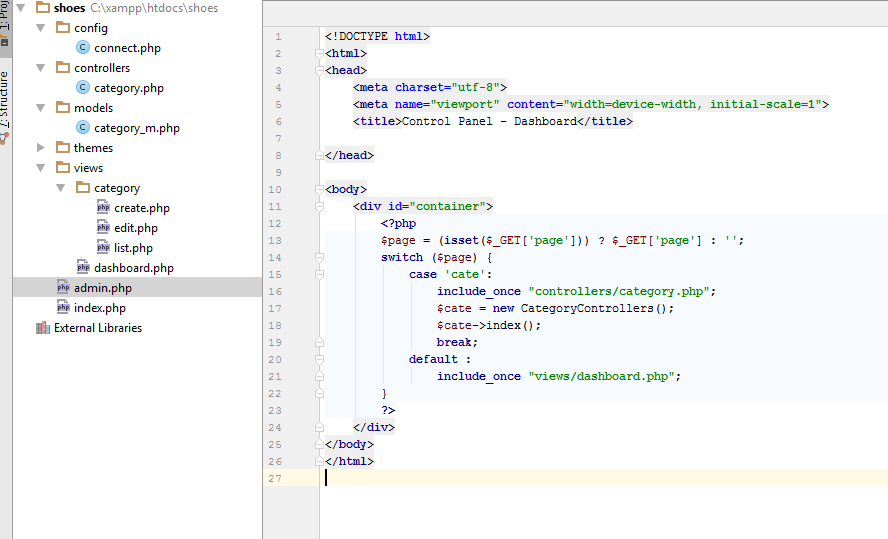 1: Proj
7: Structure
shoes C:\xampp\htdocs\shoes
config
connect.php
controllers
category.php
models
category_m.php
themes
views
category
create.php
edit.php
list.php
dashboard.php
admin.php
index.php
External Libraries
1 <!DOCTYPE html>
2 <html>
3 <head>
4 <meta charset="utf-8">
5 <meta name="viewport" content="width=device-width, initial-scale=1">
6 <title>Control Panel - Dashboard</title>
7
8 </head>
9
10 <body>
11 <div id="container">
12 <?php
13 $page = (isset($_GET['page'])) ? $_GET['page'] : '';
14 switch ($page) {
15 case 'cate':
16 include_once "controllers/category.php";
17 $cate = new CategoryControllers();
18 $cate->index();
19 break;
20 default :
21 include_once "views/dashboard.php";
22 }
23 ?>
24 </div>
25 </body>
26 </html>
27